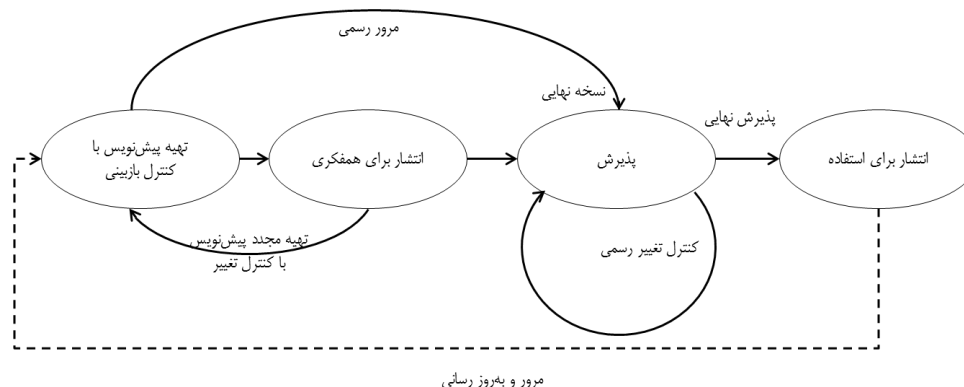 مرور رسمی
نسخه نهایی
پذیرش نهایی
تهیه پیش‌نویس با
کنترل بازبینی
انتشار برای همفکری
پذیرش
انتشار برای استفاده
تهیه مجدد پیش‌نویس
با کنترل تغییر
کنترل تغییر رسمی
مرور و به‌روز رسانی